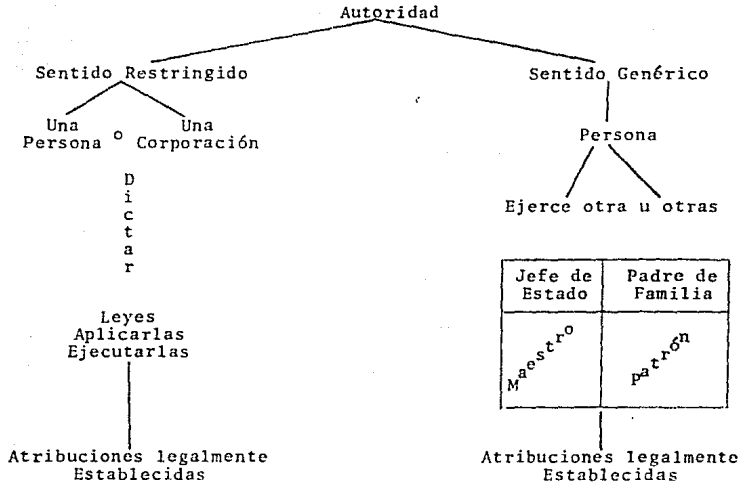 Autoridad
Sentido Restringido
Sentido Genérico
Una
Persona o
Una
Corporación
Persona
Dictar
Ejerce otra u otras
Jefe de
Estado
Padre de
Familia
Maestro
Patrón
Leyes
Aplicarlas
Ejecutarlas
Atribuciones legalmente
Establecidas
Atribuciones legalmente
Establecidas